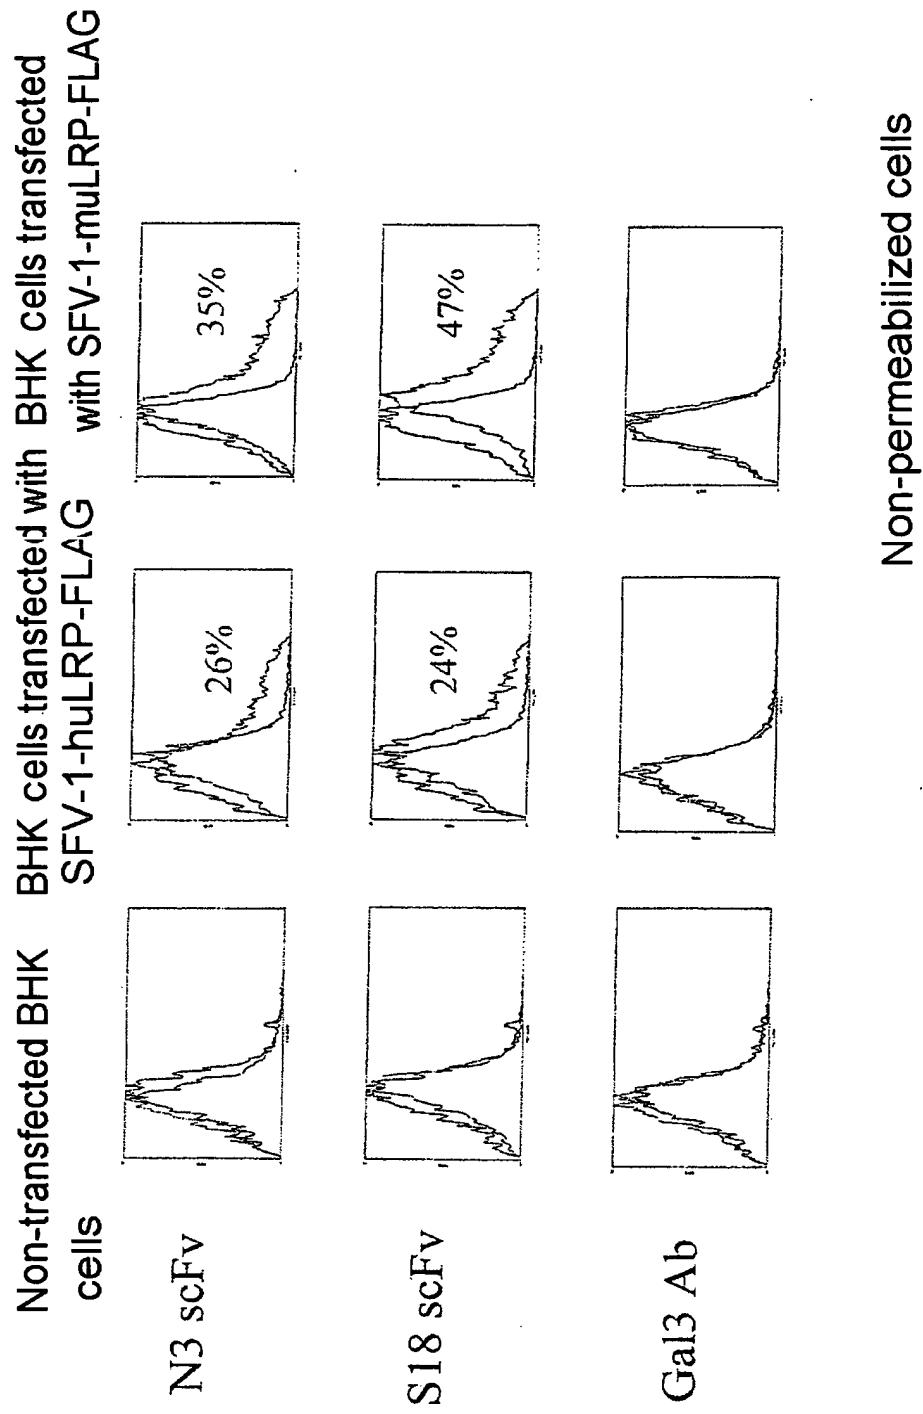 Non-transfected BHK
cells
BHK cells transfected with
SFV-1-huLRP-FLAG
BHK cells transfected
with SFV-1-muLRP-FLAG
N3 scFv
26%
35%
S18 scFv
24%
47%
Gal3 Ab
Non-permeabilized cells